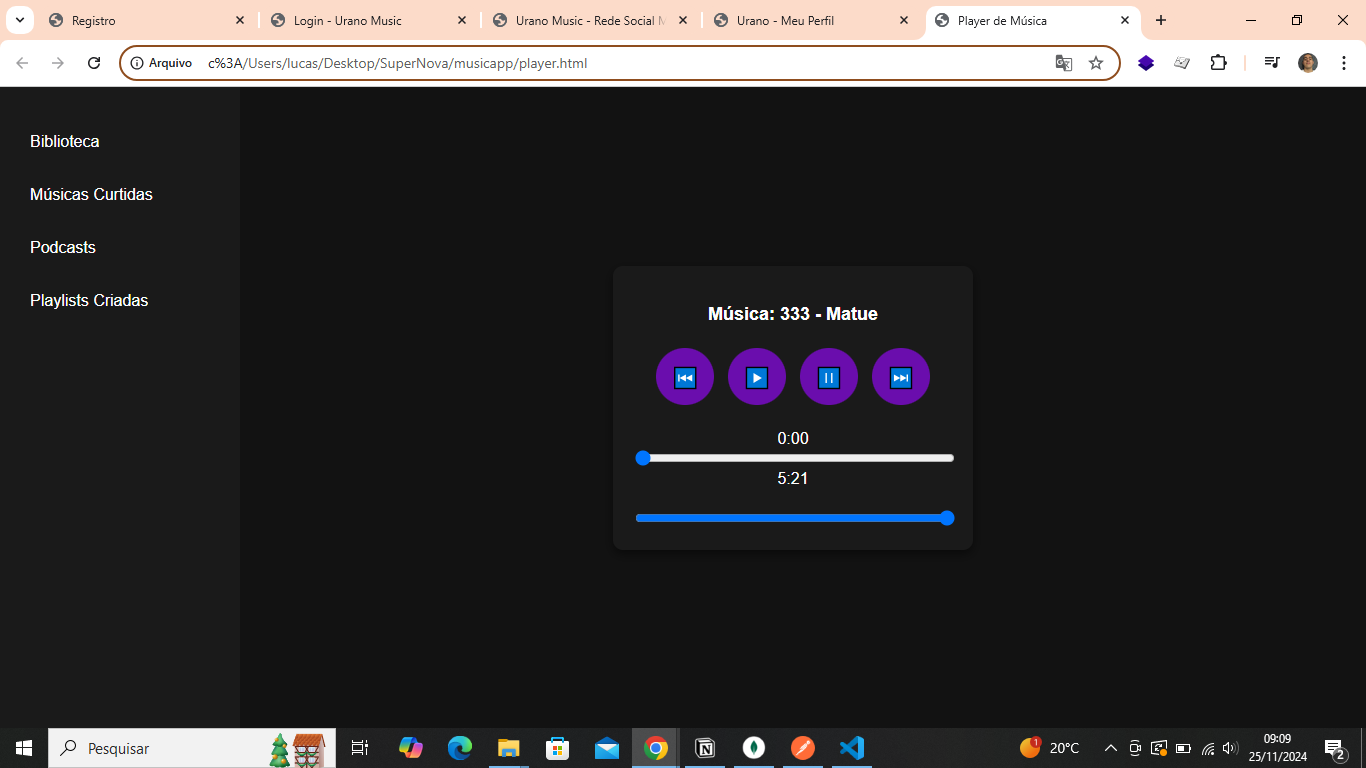 Registro
Login - Urano Music
Urano Music - Rede Social M
Urano - Meu Perfil
Player de Música
Arquivo
c%3A/Users/lucas/Desktop/SuperNova/musicapp/player.html
Biblioteca
Músicas Curtidas
Podcasts
Playlists Criadas
Música: 333 - Matue
0:00
5:21
Pesquisar
1
20°C
09:09
25/11/2024
2